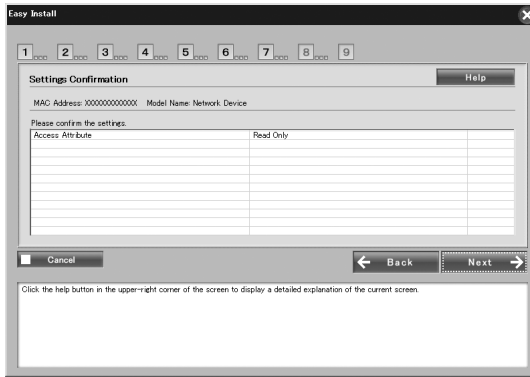 Easy Install
1 2 3 4 5 6 7 8 9
Settings Confirmation
Help
MAC Address: XXXXXXXXXXXX Model Name: Network Device
Please confirm the settings.
Access Attribute Read Only
Cancel
Back
Next
Click the help button in the upper-right corner of the screen to display a detailed explanation of the current screen.